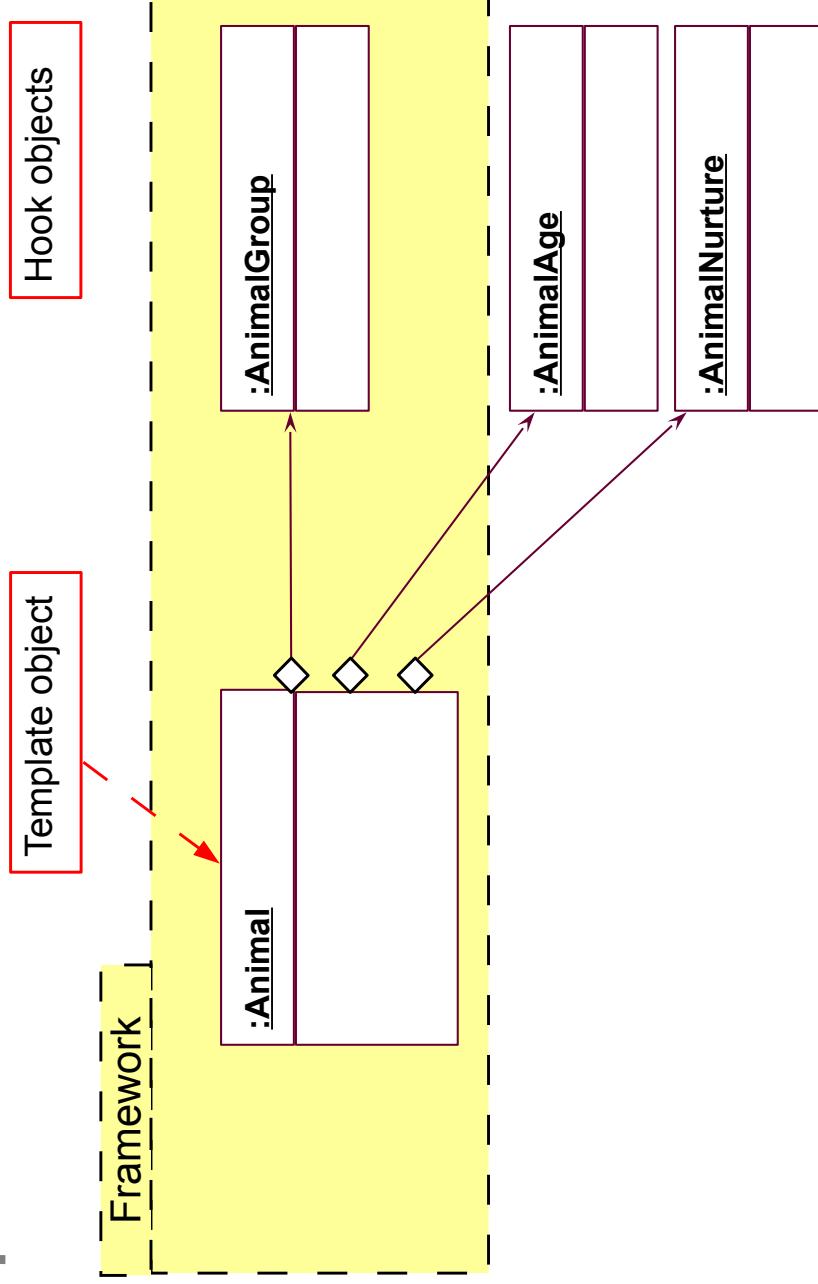 Framework
Template object
Hook objects
:Animal
:AnimalGroup
:AnimalAge
:AnimalNurture